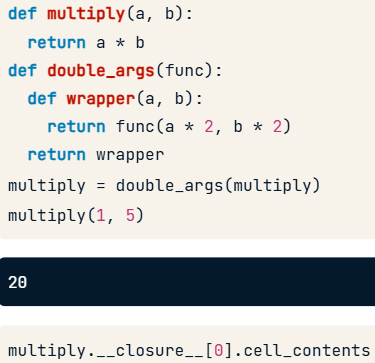 def multiply(a, b):
  return a * b
def double_args(func):
  def wrapper(a, b):
    return func(a * 2, b * 2)
  return wrapper
multiply = double_args(multiply)
multiply(1, 5)
20
multiply.__closure__[0].cell_contents